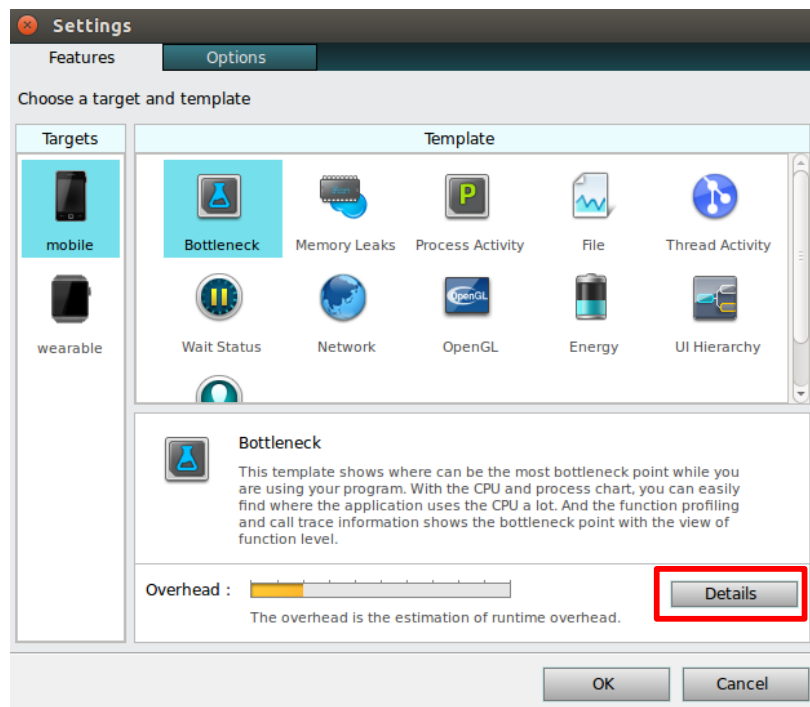 Settings
Features Options
Choose a target and template
Targets Template
mobile Bottleneck Memory Leaks Process Activity File Thread Activity
P
OpenGL
wearable Wait Status Network OpenGL Energy UI Hierarchy
Bottleneck
This template shows where can be the most bottleneck point while you
are using your program. With the CPU and process chart, you can easily
find where the application uses the CPU a lot. And the function profiling
and call trace information shows the bottleneck point with the view of
function level.
Overhead : Details
The overhead is the estimation of runtime overhead.
OK Cancel